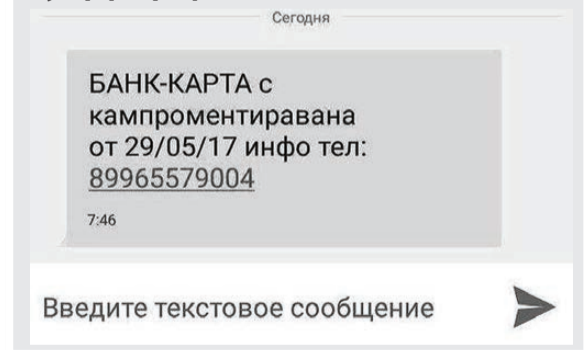 Сегодня
БАНК-КАРТА с
кампроментиравана
от 29/05/17 инфо тел:
89965579004
7:46
Введите текстовое сообщение